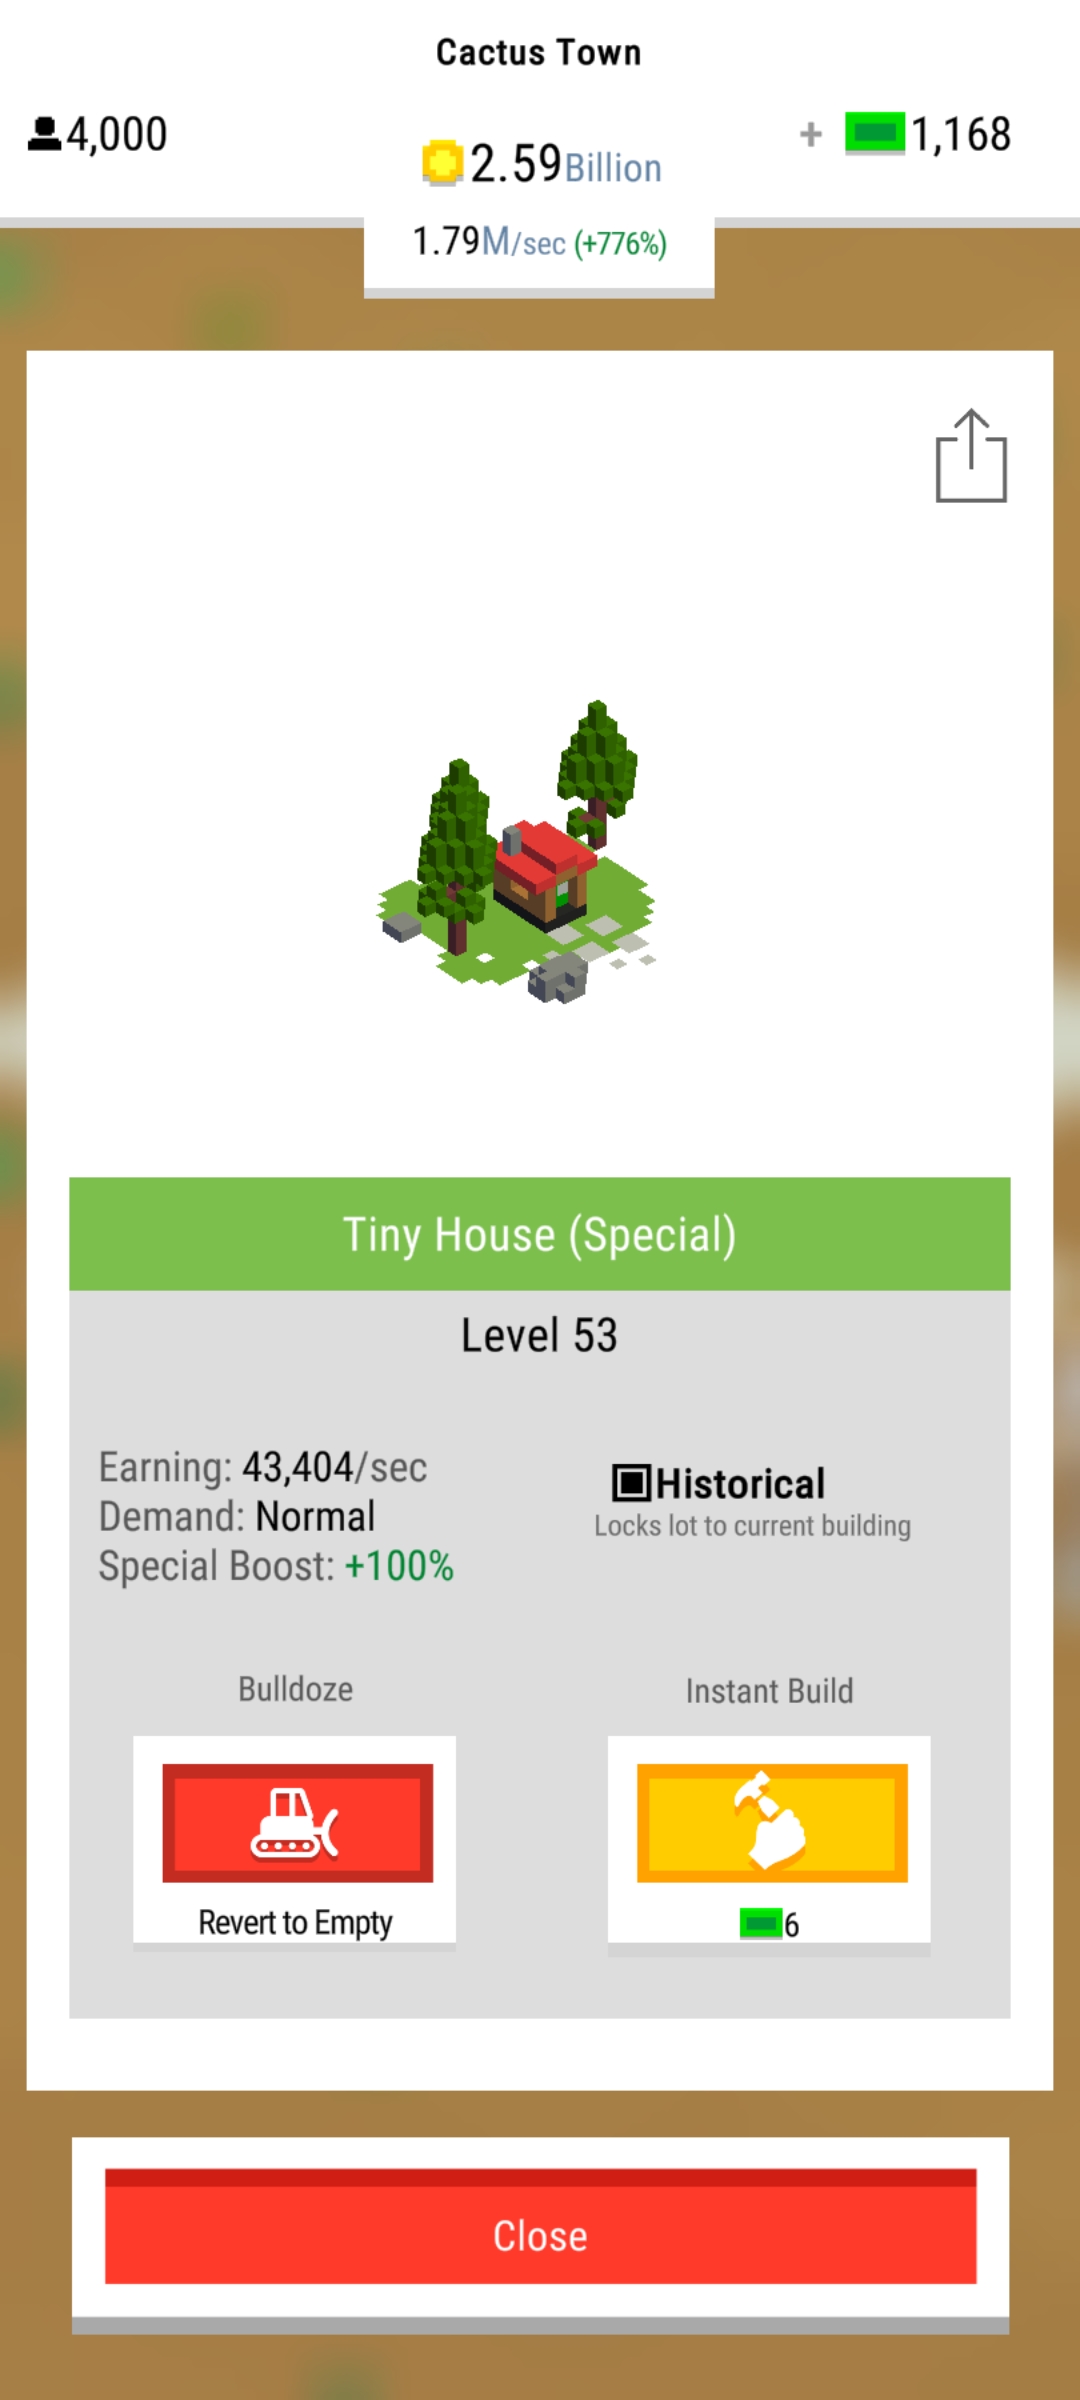 Cactus Town
4,000
2.59Billion
+ 1,168
1.79M/sec (+776%)
Tiny House (Special)
Level 53
Earning: 43,404/sec
Demand: Normal
Special Boost: +100%
Historical
Locks lot to current building
Bulldoze
Revert to Empty
Instant Build
6
Close